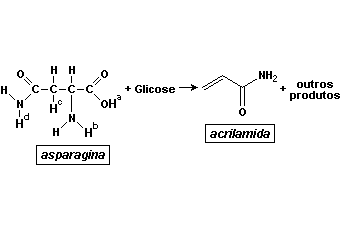 O H H O
H C C C C
N H c N OH a
H d H H b
+ Glicose
NH2
O
+ outros
produtos
asparagina
acrilamida